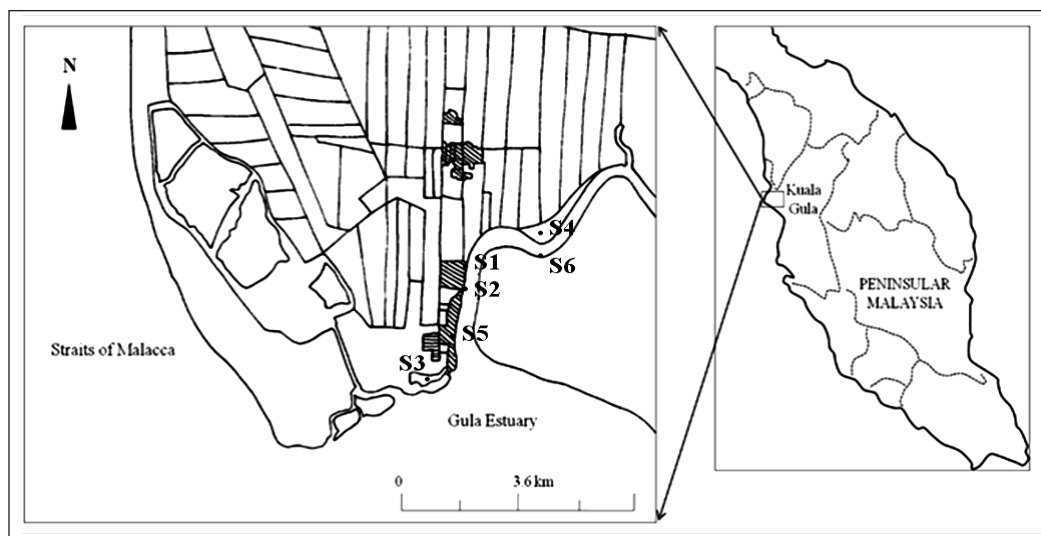 N
S4
S1
S6
S2
S5
S3
Straits of Malacca
Gula Estuary
0
3.6 km
Kuala
Gula
PENINSULAR
MALAYSIA